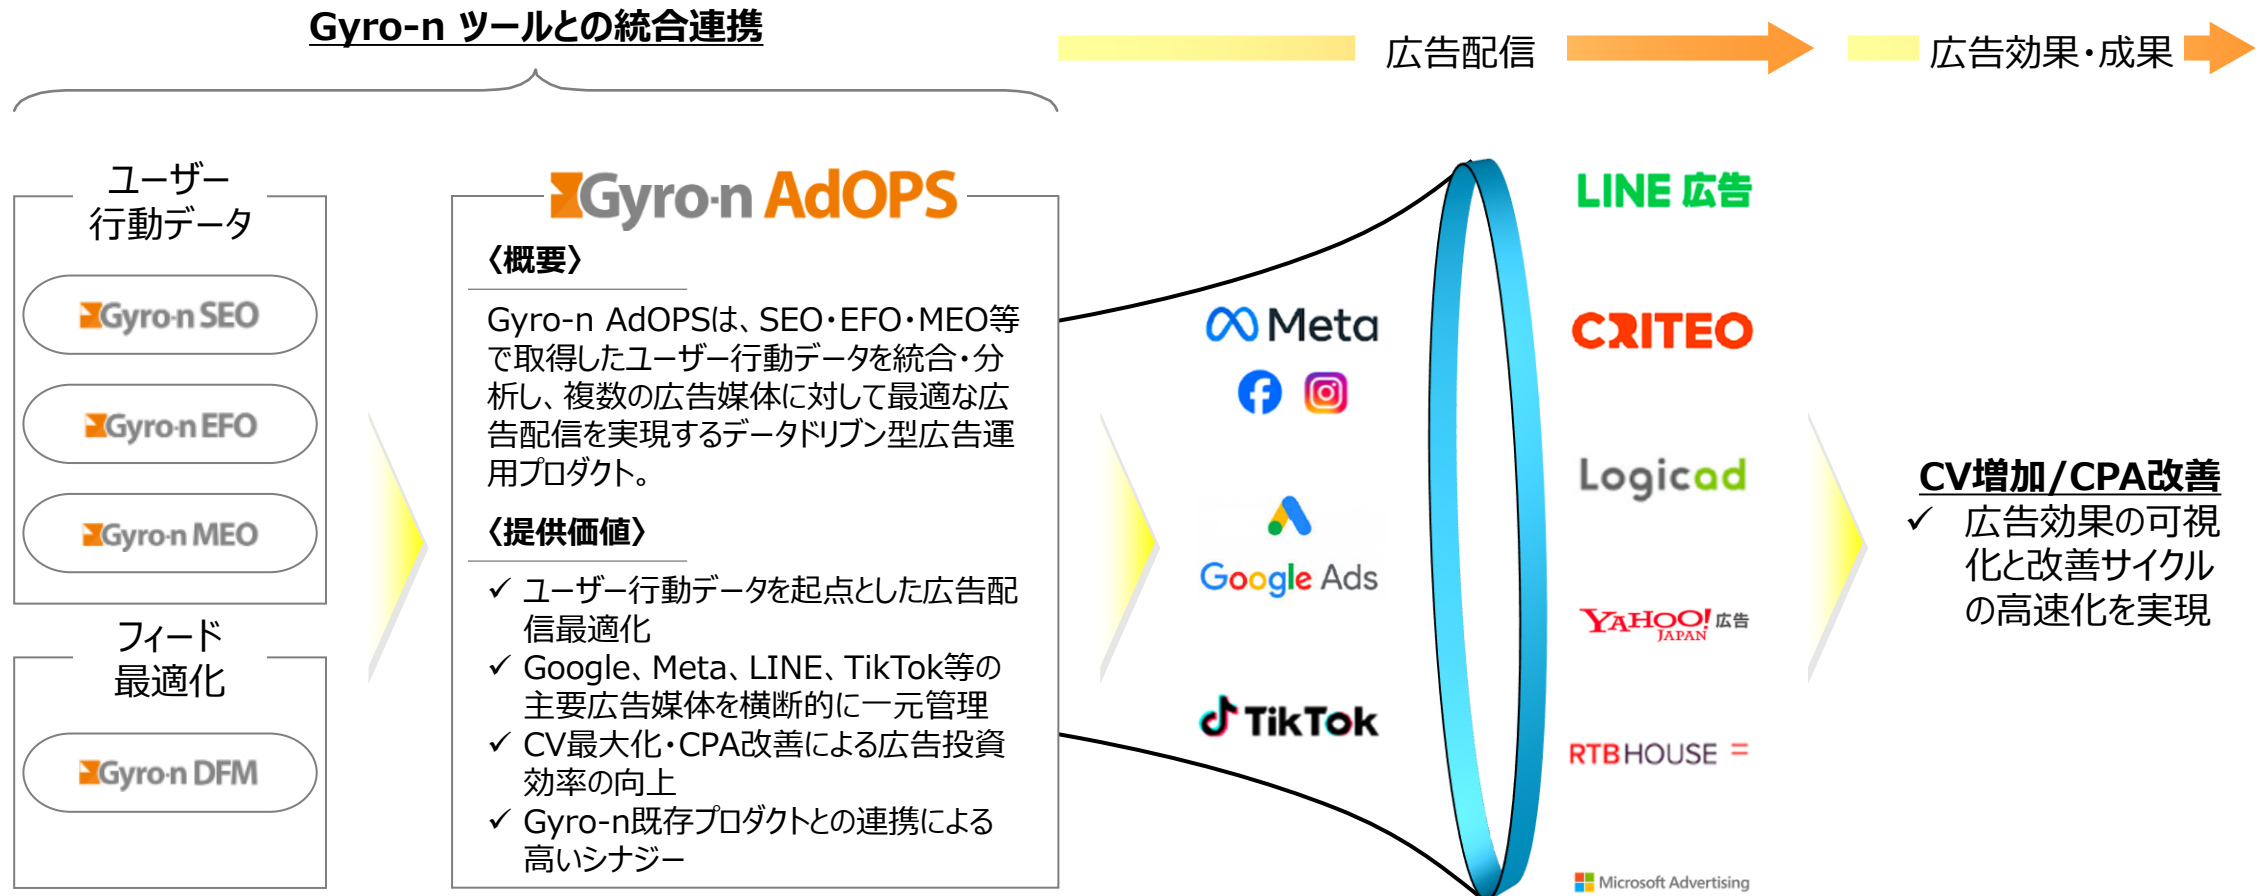 Gyro-n ツールとの統合連携
広告配信
広告効果・成果
ユーザー
行動データ
Gyro-n SEO
Gyro-n EFO
Gyro-n MEO
フィード
最適化
Gyro-n DFM
Gyro-n AdOPS
〈概要〉
Gyro-n AdOPSは、SEO・EFO・MEO等
で取得したユーザー行動データを統合・分
析し、複数の広告媒体に対して最適な広
告配信を実現するデータドリブン型広告運
用プロダクト。
〈提供価値〉
✓ ユーザー行動データを起点とした広告配
信最適化
✓ Google、Meta、LINE、TikTok等の
主要広告媒体を横断的に一元管理
✓ CV最大化・CPA改善による広告投資
効率の向上
✓ Gyro-n既存プロダクトとの連携による
高いシナジー
Meta
Google Ads
TikTok
LINE 広告
CRITEO
Logicad
YAHOO! 広告
JAPAN
RTBHOUSE
Microsoft Advertising
CV増加/CPA改善
✓ 広告効果の可視
化と改善サイクル
の高速化を実現